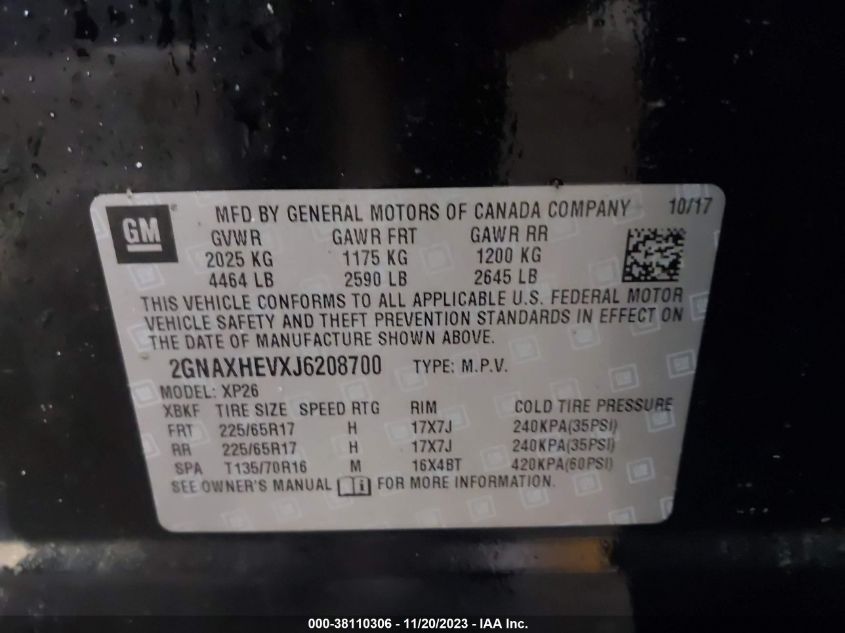 GM®
MFD BY GENERAL MOTORS OF CANADA COMPANY 10/17
GVWR GAWR FRT GAWR RR
2025 KG 1175 KG 1200 KG
4464 LB 2590 LB 2645 LB
THIS VEHICLE CONFORMS TO ALL APPLICABLE U.S. FEDERAL MOTOR
VEHICLE SAFETY AND THEFT PREVENTION STANDARDS IN EFFECT ON
THE DATE OF MANUFACTURE SHOWN ABOVE.
2GNAXHEVXJ6208700 TYPE: M.P.V.
MODEL: XP26
XBKF TIRE SIZE SPEED RTG RIM COLD TIRE PRESSURE
FRT 225/65R17 H 17X7J 240KPA(35PSI)
RR 225/65R17 H 17X7J 240KPA(35PSI)
SPA T135/70R16 M 16X4BT 420KPA(60PSI)
SEE OWNER'S MANUAL FOR MORE INFORMATION.
000-38110306 - 11/20/2023 - IAA Inc.